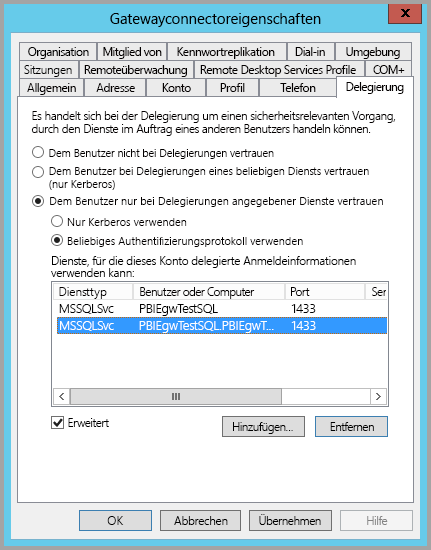 Gatewayconnectoreigenschaften
x
Organisation Mitglied von Kennwortreplikation Dial-in Umgebung
Sitzungen Remoteüberwachung Remote Desktop Services Profile COM+
Allgemein Adresse Konto Profil Telefon Delegierung
Es handelt sich bei der Delegierung um einen sicherheitsrelevanten Vorgang,
durch den Dienste im Auftrag eines anderen Benutzers handeln können.
Dem Benutzer nicht bei Delegierungen vertrauen
Dem Benutzer bei Delegierungen eines beliebigen Diensts vertrauen
(nur Kerberos)
Dem Benutzer nur bei Delegierungen angegebener Dienste vertrauen
Nur Kerberos verwenden
Beliebiges Authentifizierungsprotokoll verwenden
Dienste, für die dieses Konto delegierte Anmeldeinformationen
verwenden kann:
Diensttyp Benutzer oder Computer Port Ser
MSSQLSvc PBIEgwTestSQL 1433
MSSQLSvc PBIEgwTestSQL.PBIEgwT... 1433
Erweitert Hinzufügen... Entfernen
OK Abbrechen Übernehmen Hilfe